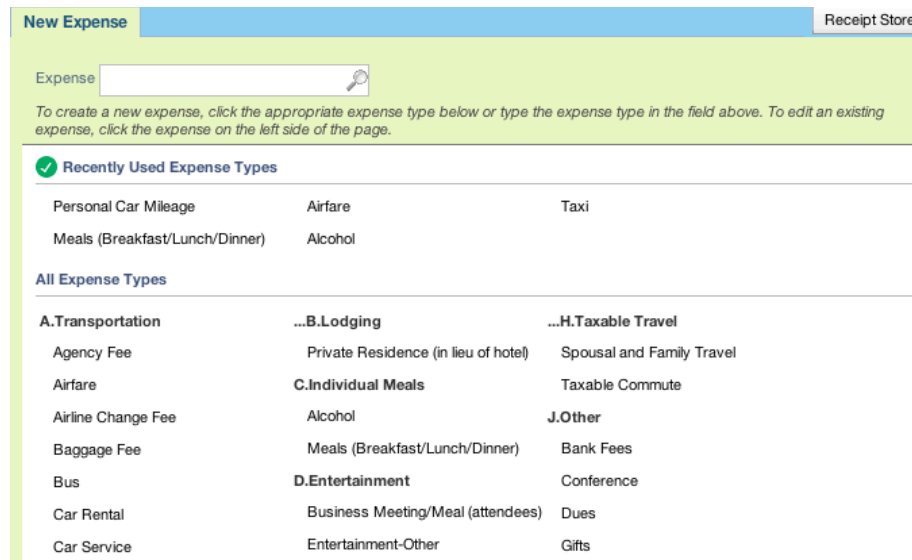 New Expense
Receipt Store
Expense
To create a new expense, click the appropriate expense type below or type the expense type in the field above. To edit an existing
expense, click the expense on the left side of the page.
Recently Used Expense Types
Personal Car Mileage Airfare Taxi
Meals (Breakfast/Lunch/Dinner) Alcohol
All Expense Types
A.Transportation ...B.Lodging ...H.Taxable Travel
Agency Fee Private Residence (in lieu of hotel) Spousal and Family Travel
Airfare C.Individual Meals Taxable Commute
Airline Change Fee Alcohol J.Other
Baggage Fee Meals (Breakfast/Lunch/Dinner) Bank Fees
Bus D.Entertainment Conference
Car Rental Business Meeting/Meal (attendees) Dues
Car Service Entertainment-Other Gifts